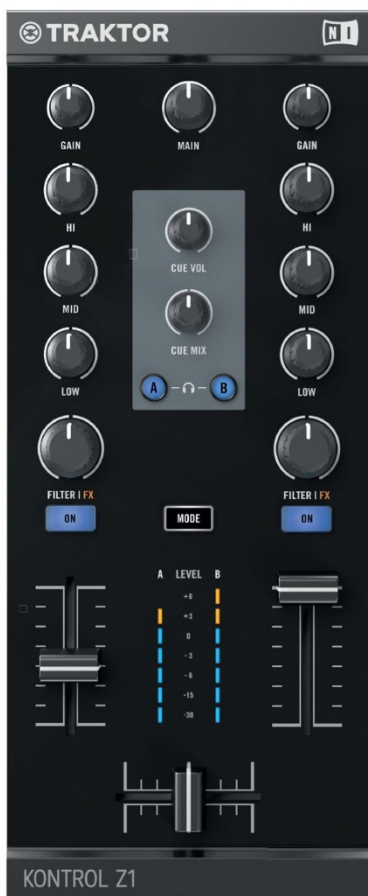 TRAKTOR NI
GAIN MAIN GAIN
HI HI
CUE VOL
MID MID
CUE MIX
LOW LOW
A B
FILTER | FX FILTER | FX
ON MODE ON
A LEVEL B
+6
+3
0
-3
-6
-15
-30
KONTROL Z1